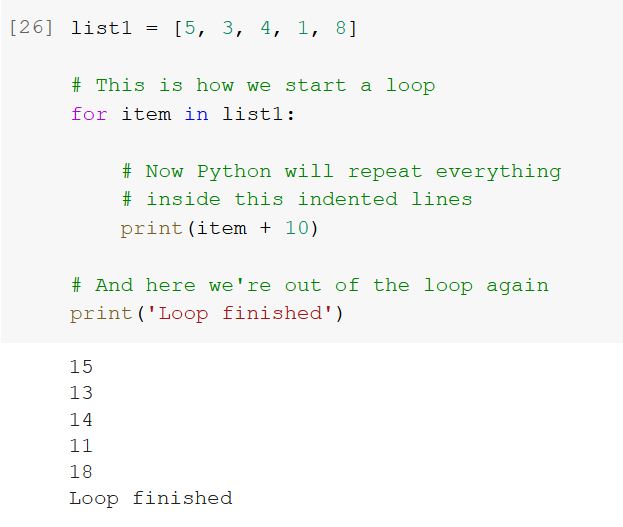 [26] list1 = [5, 3, 4, 1, 8]
# This is how we start a loop
for item in list1:
# Now Python will repeat everything
# inside this indented lines
print(item + 10)
# And here we're out of the loop again
print('Loop finished')
15
13
14
11
18
Loop finished